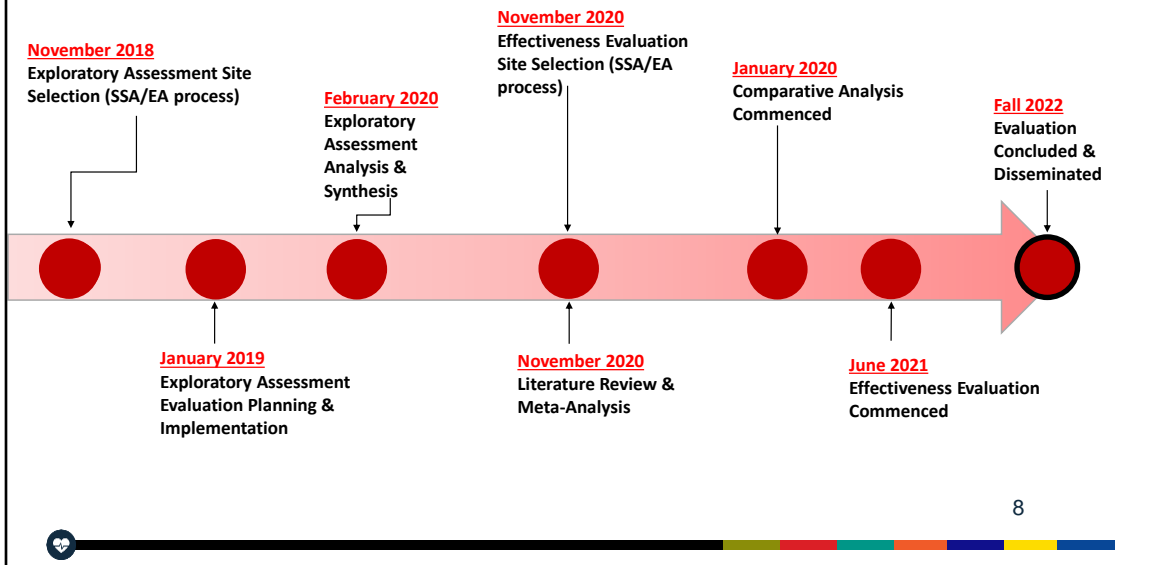 November 2018
Exploratory Assessment Site
Selection (SSA/EA process)
February 2020
Exploratory
Assessment
Analysis &
Synthesis
November 2020
Effectiveness Evaluation
Site Selection (SSA/EA
process)
January 2020
Comparative Analysis
Commenced
Fall 2022
Evaluation
Concluded &
Disseminated
January 2019
Exploratory Assessment
Evaluation Planning &
Implementation
November 2020
Literature Review &
Meta-Analysis
June 2021
Effectiveness Evaluation
Commenced
8